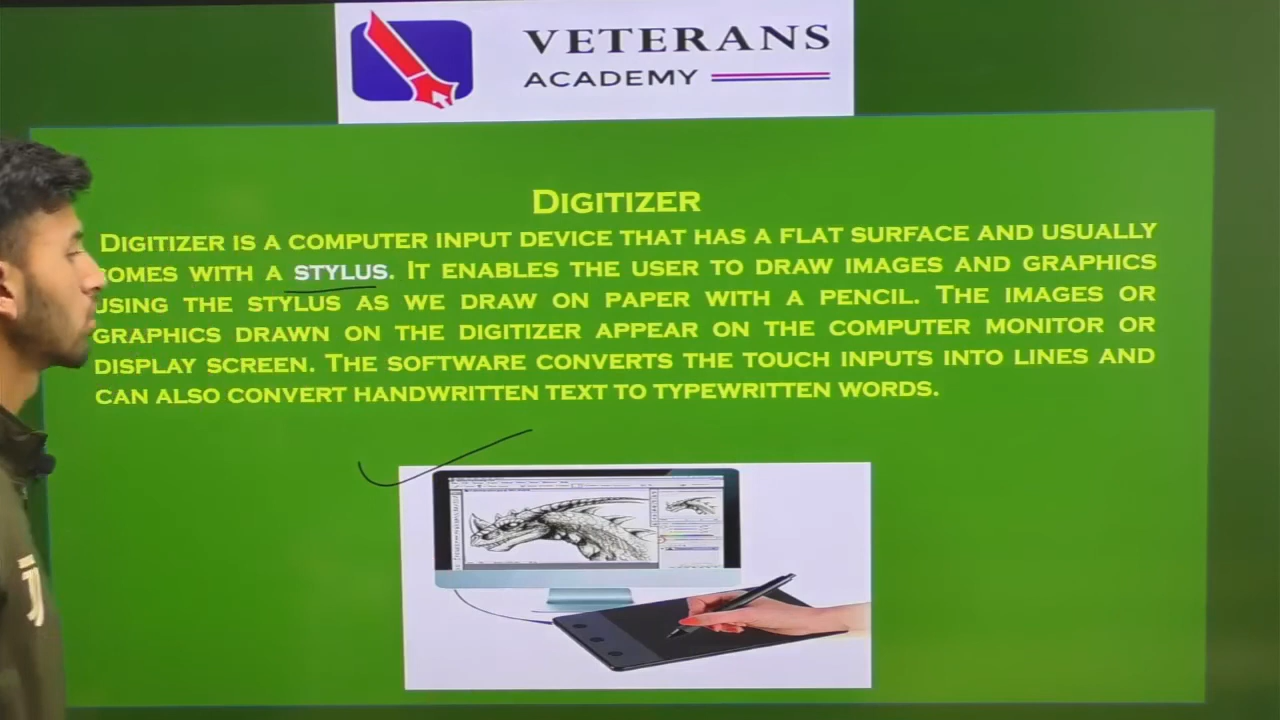 VETERANS
ACADEMY
DIGITIZER
DIGITIZER IS A COMPUTER INPUT DEVICE THAT HAS A FLAT SURFACE AND USUALLY
COMES WITH A STYLUS. IT ENABLES THE USER TO DRAW IMAGES AND GRAPHICS
USING THE STYLUS AS WE DRAW ON PAPER WITH A PENCIL. THE IMAGES OR
GRAPHICS DRAWN ON THE DIGITIZER APPEAR ON THE COMPUTER MONITOR OR
DISPLAY SCREEN. THE SOFTWARE CONVERTS THE TOUCH INPUTS INTO LINES AND
CAN ALSO CONVERT HANDWRITTEN TEXT TO TYPEWRITTEN WORDS.